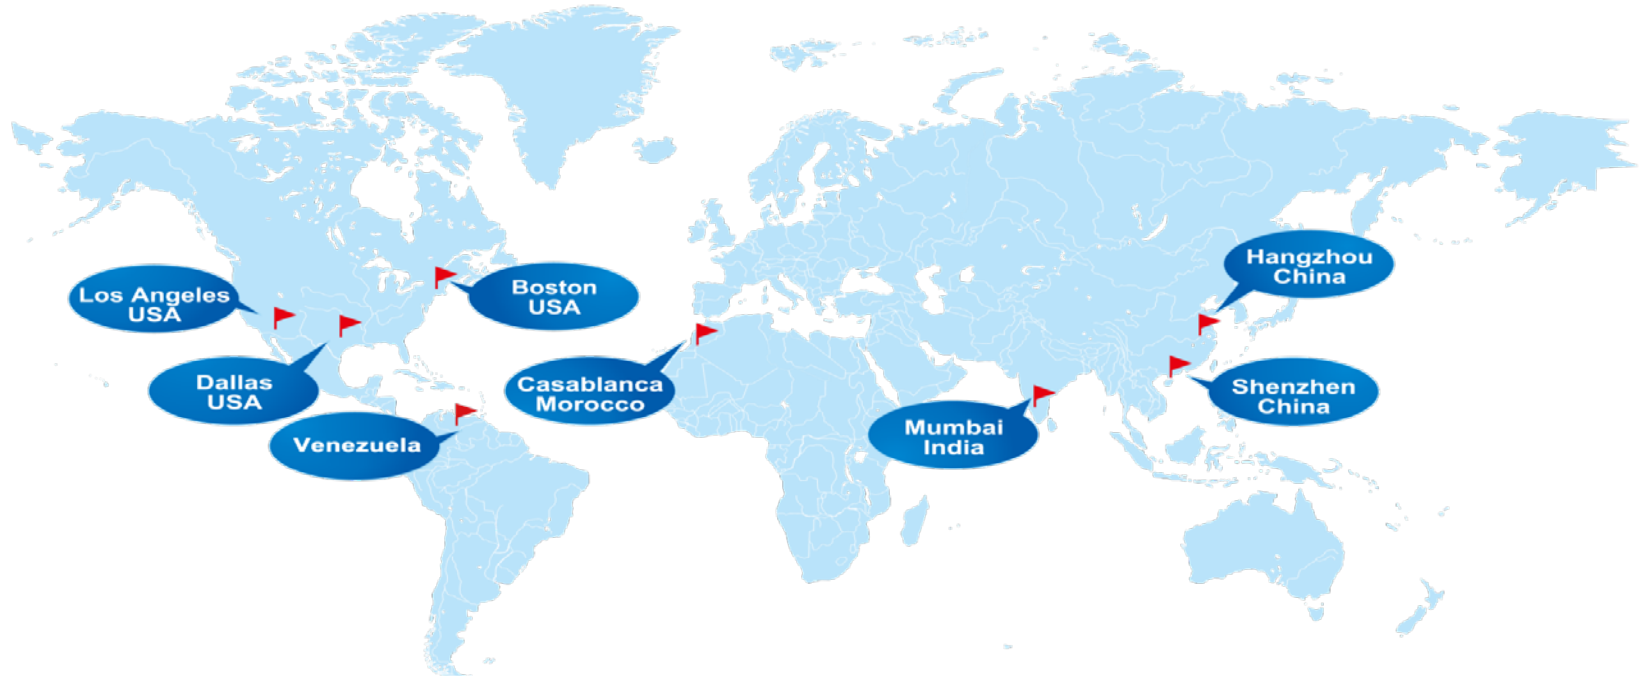 Los Angeles
USA
Boston
USA
Dallas
USA
Venezuela
Casablanca
Morocco
Mumbai
India
Hangzhou
China
Shenzhen
China